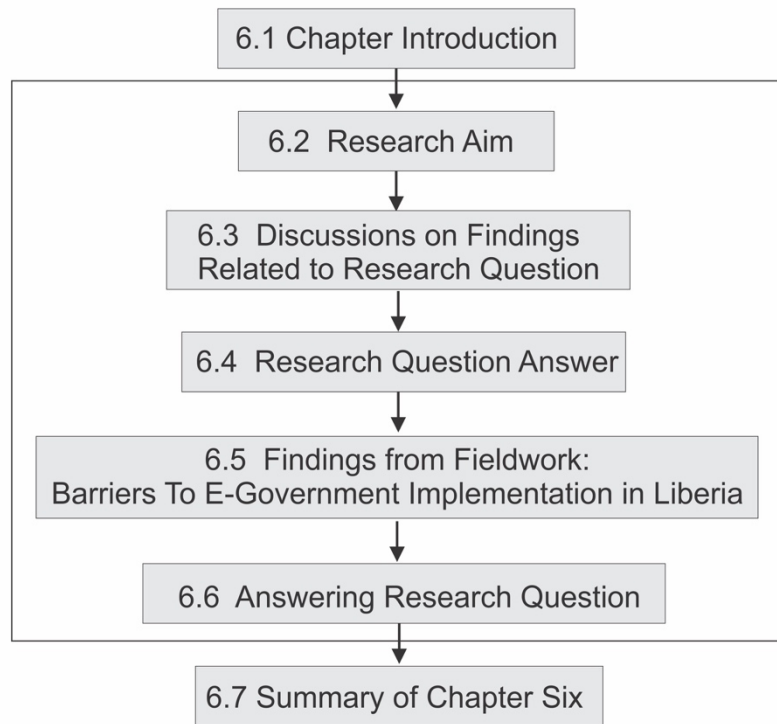 6.1 Chapter Introduction
6.2  Research Aim
6.3  Discussions on Findings
Related to Research Question
6.4  Research Question Answer
6.5  Findings from Fieldwork:
Barriers To E-Government Implementation in Liberia
6.6  Answering Research Question
6.7 Summary of Chapter Six